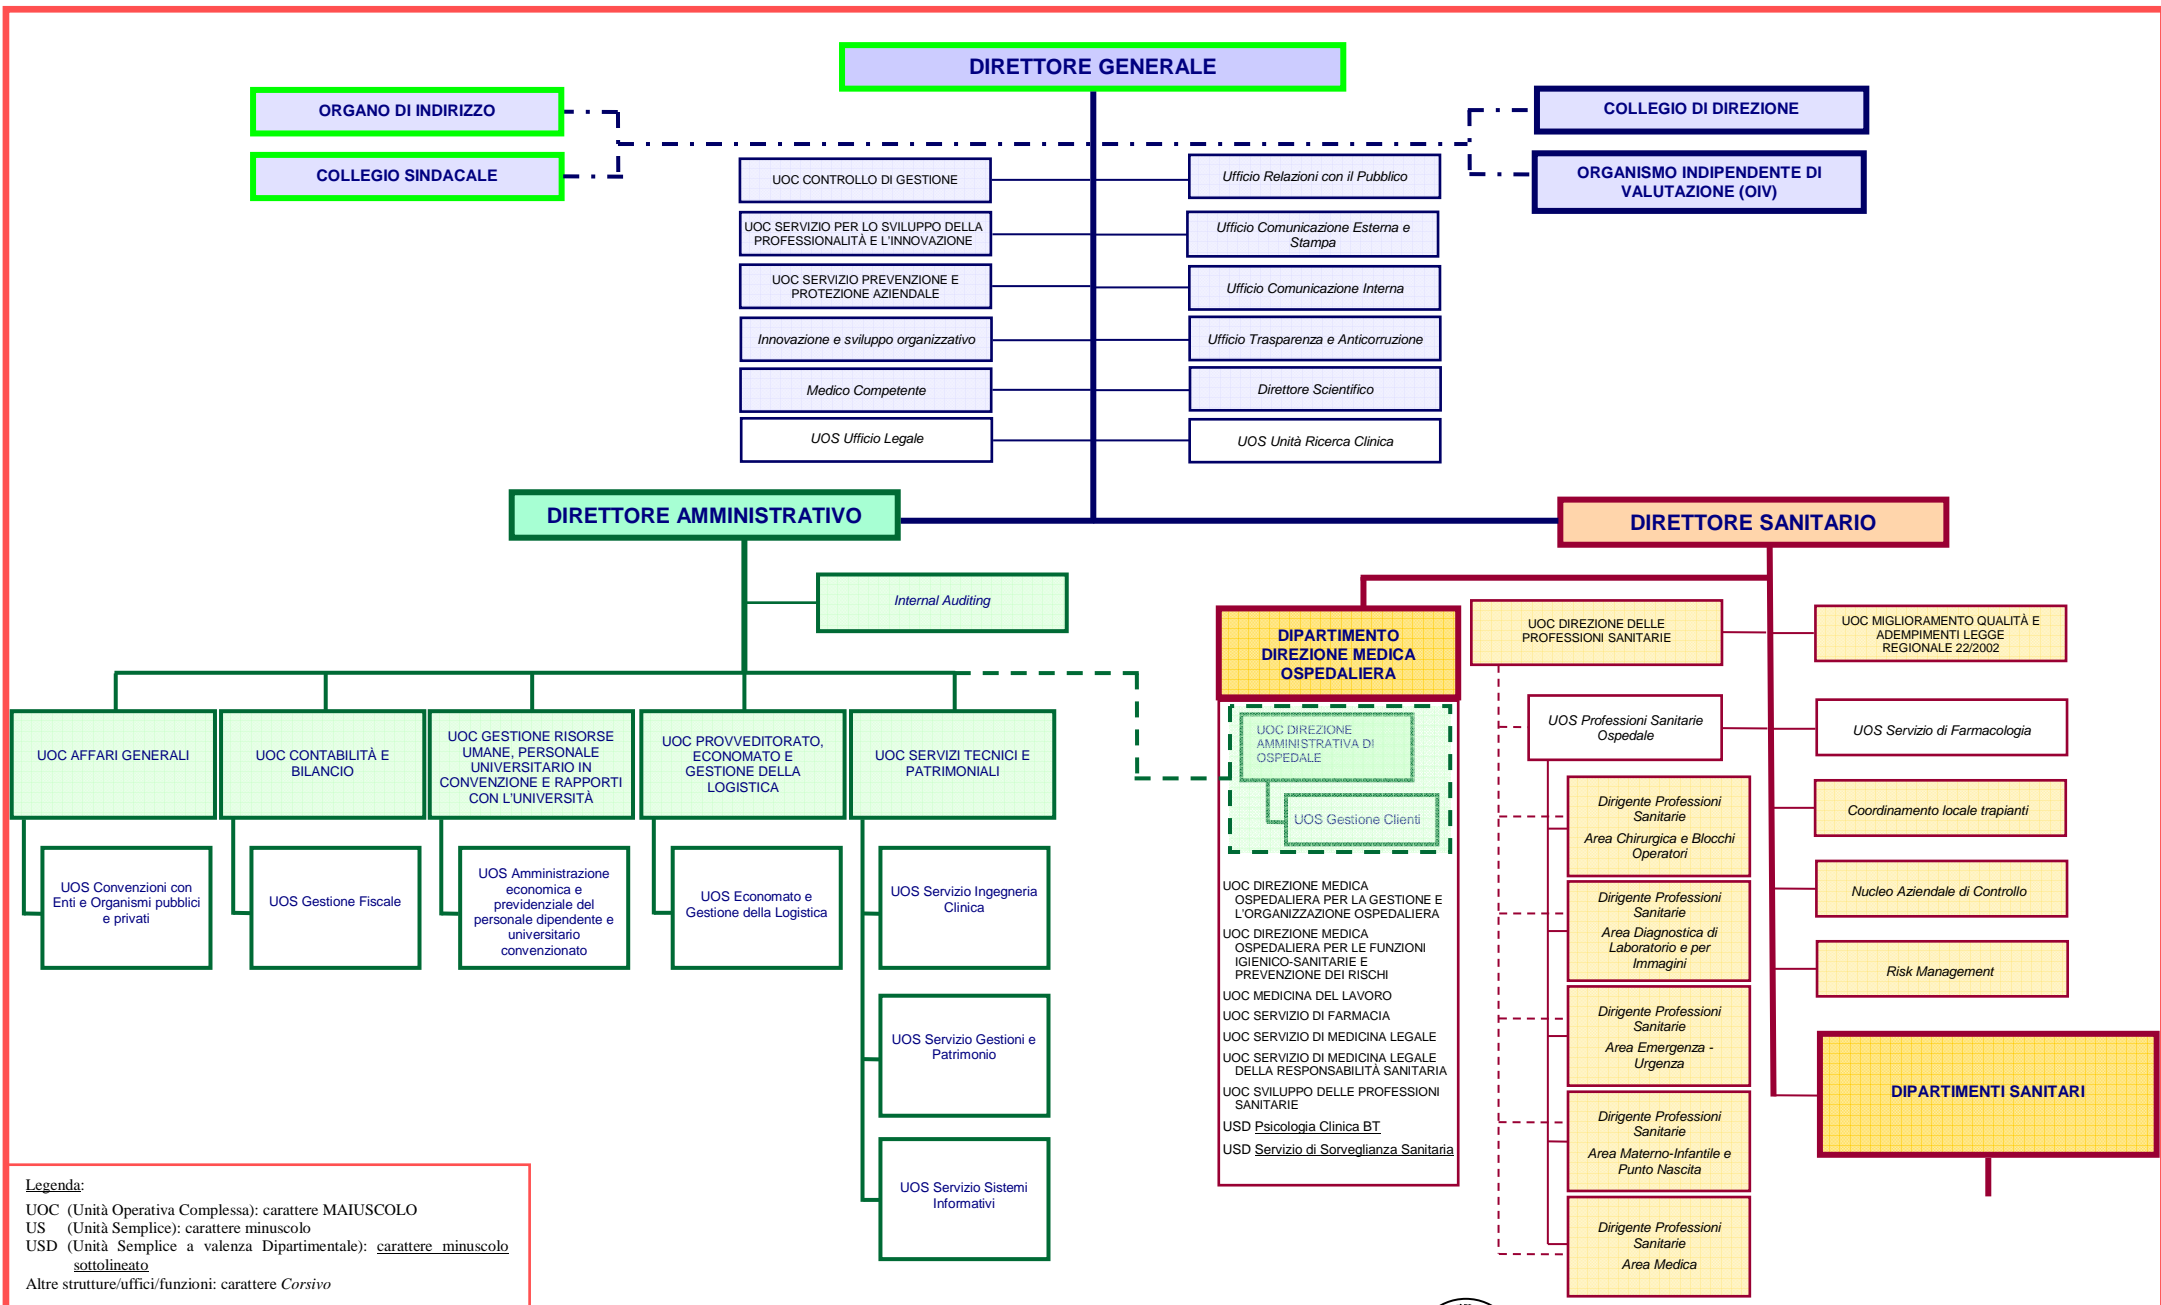 DIRETTORE GENERALE
ORGANO DI INDIRIZZO
COLLEGIO SINDACALE
COLLEGIO DI DIREZIONE
ORGANISMO INDIPENDENTE DI
VALUTAZIONE (OIV)
UOC CONTROLLO DI GESTIONE
Ufficio Relazioni con il Pubblico
UOC SERVIZIO PER LO SVILUPPO DELLA
PROFESSIONALITÀ E L'INNOVAZIONE
Ufficio Comunicazione Esterna e
Stampa
UOC SERVIZIO PREVENZIONE E
PROTEZIONE AZIENDALE
Ufficio Comunicazione Interna
Innovazione e sviluppo organizzativo
Ufficio Trasparenza e Anticorruzione
Medico Competente
Direttore Scientifico
UOS Ufficio Legale
UOS Unità Ricerca Clinica
DIRETTORE AMMINISTRATIVO
DIRETTORE SANITARIO
Internal Auditing
UOC AFFARI GENERALI
UOC CONTABILITÀ E
BILANCIO
UOC GESTIONE RISORSE
UMANE, PERSONALE
UNIVERSITARIO IN
CONVENZIONE E RAPPORTI
CON L'UNIVERSITÀ
UOC PROVVEDITORATO,
ECONOMATO E
GESTIONE DELLA
LOGISTICA
UOC SERVIZI TECNICI E
PATRIMONIALI
UOS Convenzioni con
Enti e Organismi pubblici
e privati
UOS Gestione Fiscale
UOS Amministrazione
economica e
previdenziale del
personale dipendente e
universitario
convenzionato
UOS Economato e
Gestione della Logistica
UOS Servizio Ingegneria
Clinica
UOS Servizio Gestioni e
Patrimonio
UOS Servizio Sistemi
Informativi
DIPARTIMENTO
DIREZIONE MEDICA
OSPEDALIERA
UOC DIREZIONE
AMMINISTRATIVA DI
OSPEDALE
UOS Gestione Clienti
UOC DIREZIONE MEDICA
OSPEDALIERA PER LA GESTIONE E
L'ORGANIZZAZIONE OSPEDALIERA
UOC DIREZIONE MEDICA
OSPEDALIERA PER LE FUNZIONI
IGIENICO-SANITARIE E
PREVENZIONE DEI RISCHI
UOC MEDICINA DEL LAVORO
UOC SERVIZIO DI FARMACIA
UOC SERVIZIO DI MEDICINA LEGALE
UOC SERVIZIO DI MEDICINA LEGALE
DELLA RESPONSABILITÀ SANITARIA
UOC SVILUPPO DELLE PROFESSIONI
SANITARIE
USD Psicologia Clinica BT
USD Servizio di Sorveglianza Sanitaria
UOC DIREZIONE DELLE
PROFESSIONI SANITARIE
UOS Professioni Sanitarie
Ospedale
Dirigente Professioni
Sanitarie
Area Chirurgica e Blocchi
Operatori
Dirigente Professioni
Sanitarie
Area Diagnostica di
Laboratorio e per
Immagini
Dirigente Professioni
Sanitarie
Area Emergenza -
Urgenza
Dirigente Professioni
Sanitarie
Area Materno-Infantile e
Punto Nascita
Dirigente Professioni
Sanitarie
Area Medica
UOC MIGLIORAMENTO QUALITÀ E
ADEMPIMENTI LEGGE
REGIONALE 22/2002
UOS Servizio di Farmacologia
Coordinamento locale trapianti
Nucleo Aziendale di Controllo
Risk Management
DIPARTIMENTI SANITARI
Legenda:
UOC (Unità Operativa Complessa): carattere MAIUSCOLO
US (Unità Semplice): carattere minuscolo
USD (Unità Semplice a valenza Dipartimentale): carattere minuscolo
sottolineato
Altre strutture/uffici/funzioni: carattere Corsivo